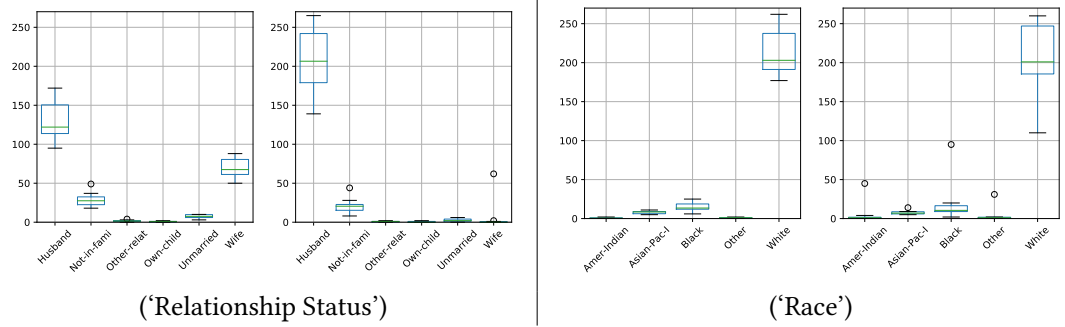 250
200
150
100
50
0
Husband
Not-in-fami
Other-relat
Own-child
Unmarried
Wife
250
200
150
100
50
0
Husband
Not-in-fami
Other-relat
Own-child
Unmarried
Wife
(‘Relationship Status’)
250
200
150
100
50
0
Amer-Indian
Asian-Pac-I
Black
Other
White
250
200
150
100
50
0
Amer-Indian
Asian-Pac-I
Black
Other
White
(‘Race’)